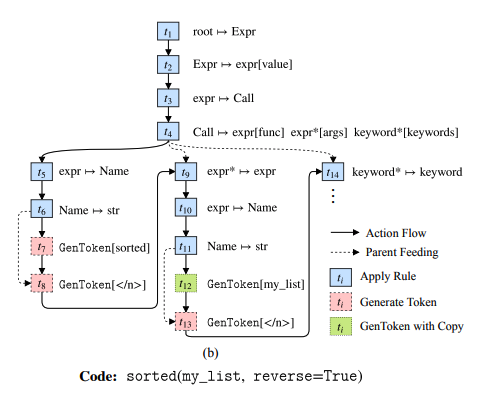 t1 root ↦ Expr
t2 Expr ↦ expr[value]
t3 expr ↦ Call
t4 Call ↦ expr[func] expr*[args] keyword*[keywords]
t5 expr ↦ Name
t6 Name ↦ str
t7 GenToken[sorted]
t8 GenToken[</n>]
t9 expr* ↦ expr
t10 expr ↦ Name
t11 Name ↦ str
t12 GenToken[my_list]
t13 GenToken[</n>]
t14 keyword* ↦ keyword
⋮
Action Flow
Parent Feeding
ti Apply Rule
ti Generate Token
ti GenToken with Copy
(b)
Code: sorted(my_list, reverse=True)